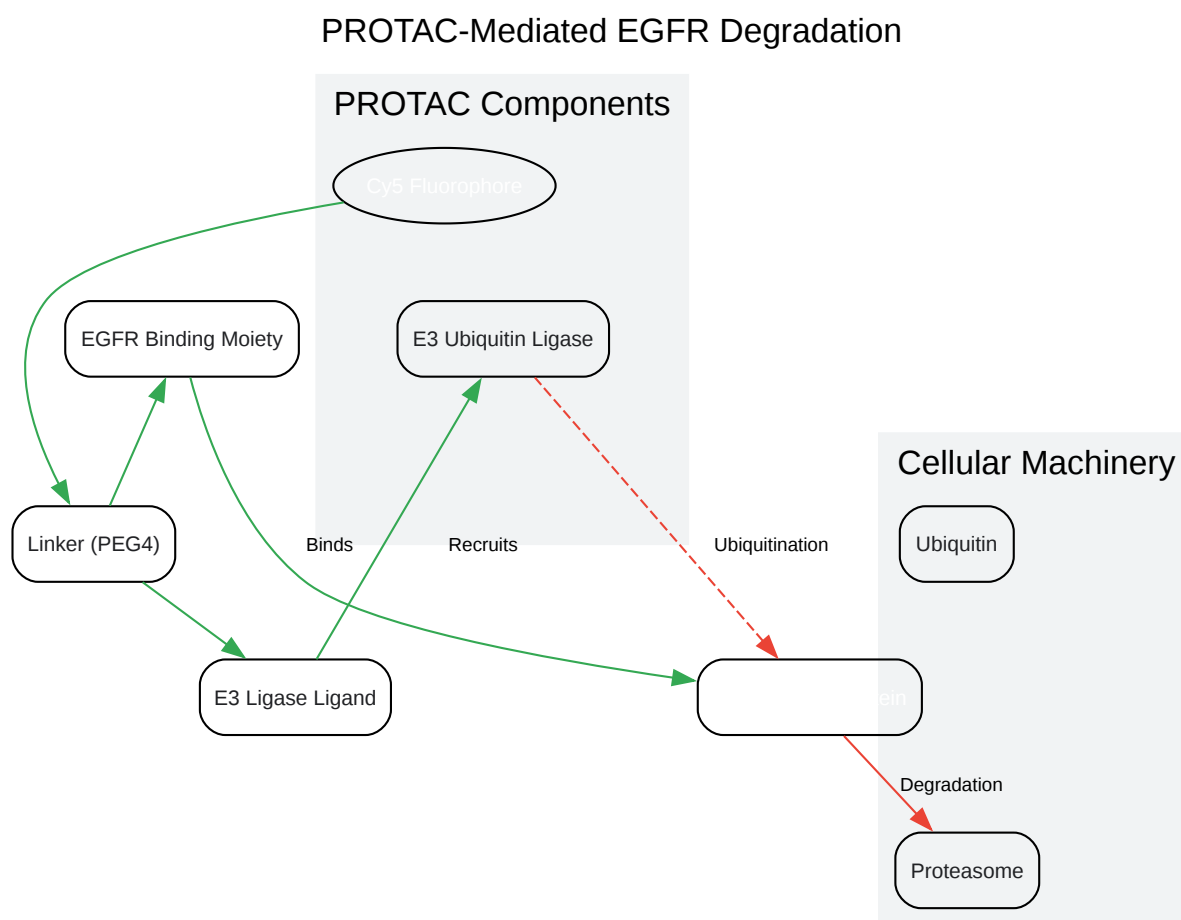 PROTAC-Mediated EGFR Degradation
PROTAC Components
Cy5 Fluorophore
EGFR Binding Moiety
E3 Ubiquitin Ligase
Cellular Machinery
Linker (PEG4)
Binds
Recruits
Ubiquitination
Ubiquitin
E3 Ligase Ligand
ein
Degradation
Proteasome